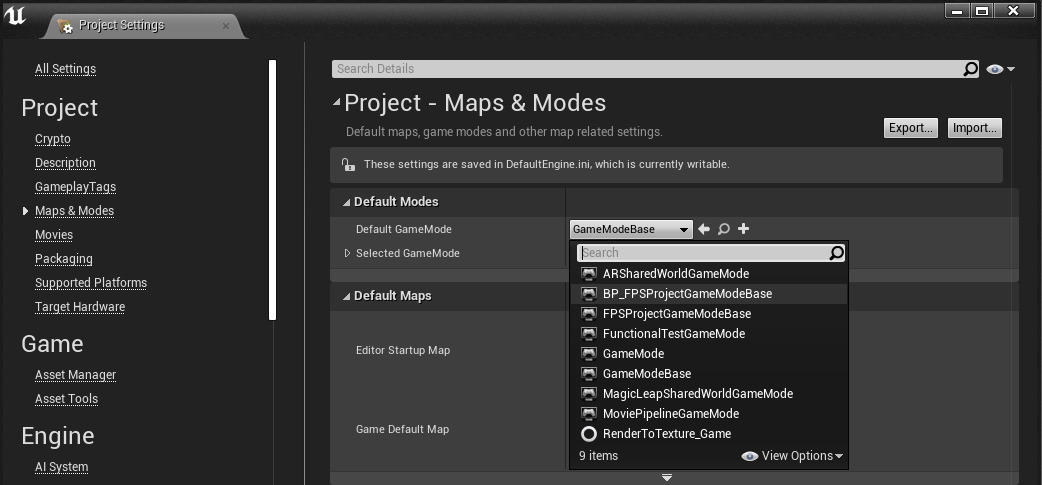 Project Settings
All Settings
Project
Crypto
Description
GameplayTags
Maps & Modes
Movies
Packaging
Supported Platforms
Target Hardware
Game
Asset Manager
Asset Tools
Engine
AI System
Search Details
Project - Maps & Modes
Default maps, game modes and other map related settings.
Export...
Import...
These settings are saved in DefaultEngine.ini, which is currently writable.
Default Modes
Default GameMode
GameModeBase
Selected GameMode
Search
ARSharedWorldGameMode
BP_FPSProjectGameModeBase
FPSProjectGameModeBase
FunctionalTestGameMode
GameMode
GameModeBase
MagicLeapSharedWorldGameMode
MoviePipelineGameMode
RenderToTexture_Game
9 items
View Options
Default Maps
Editor Startup Map
Game Default Map